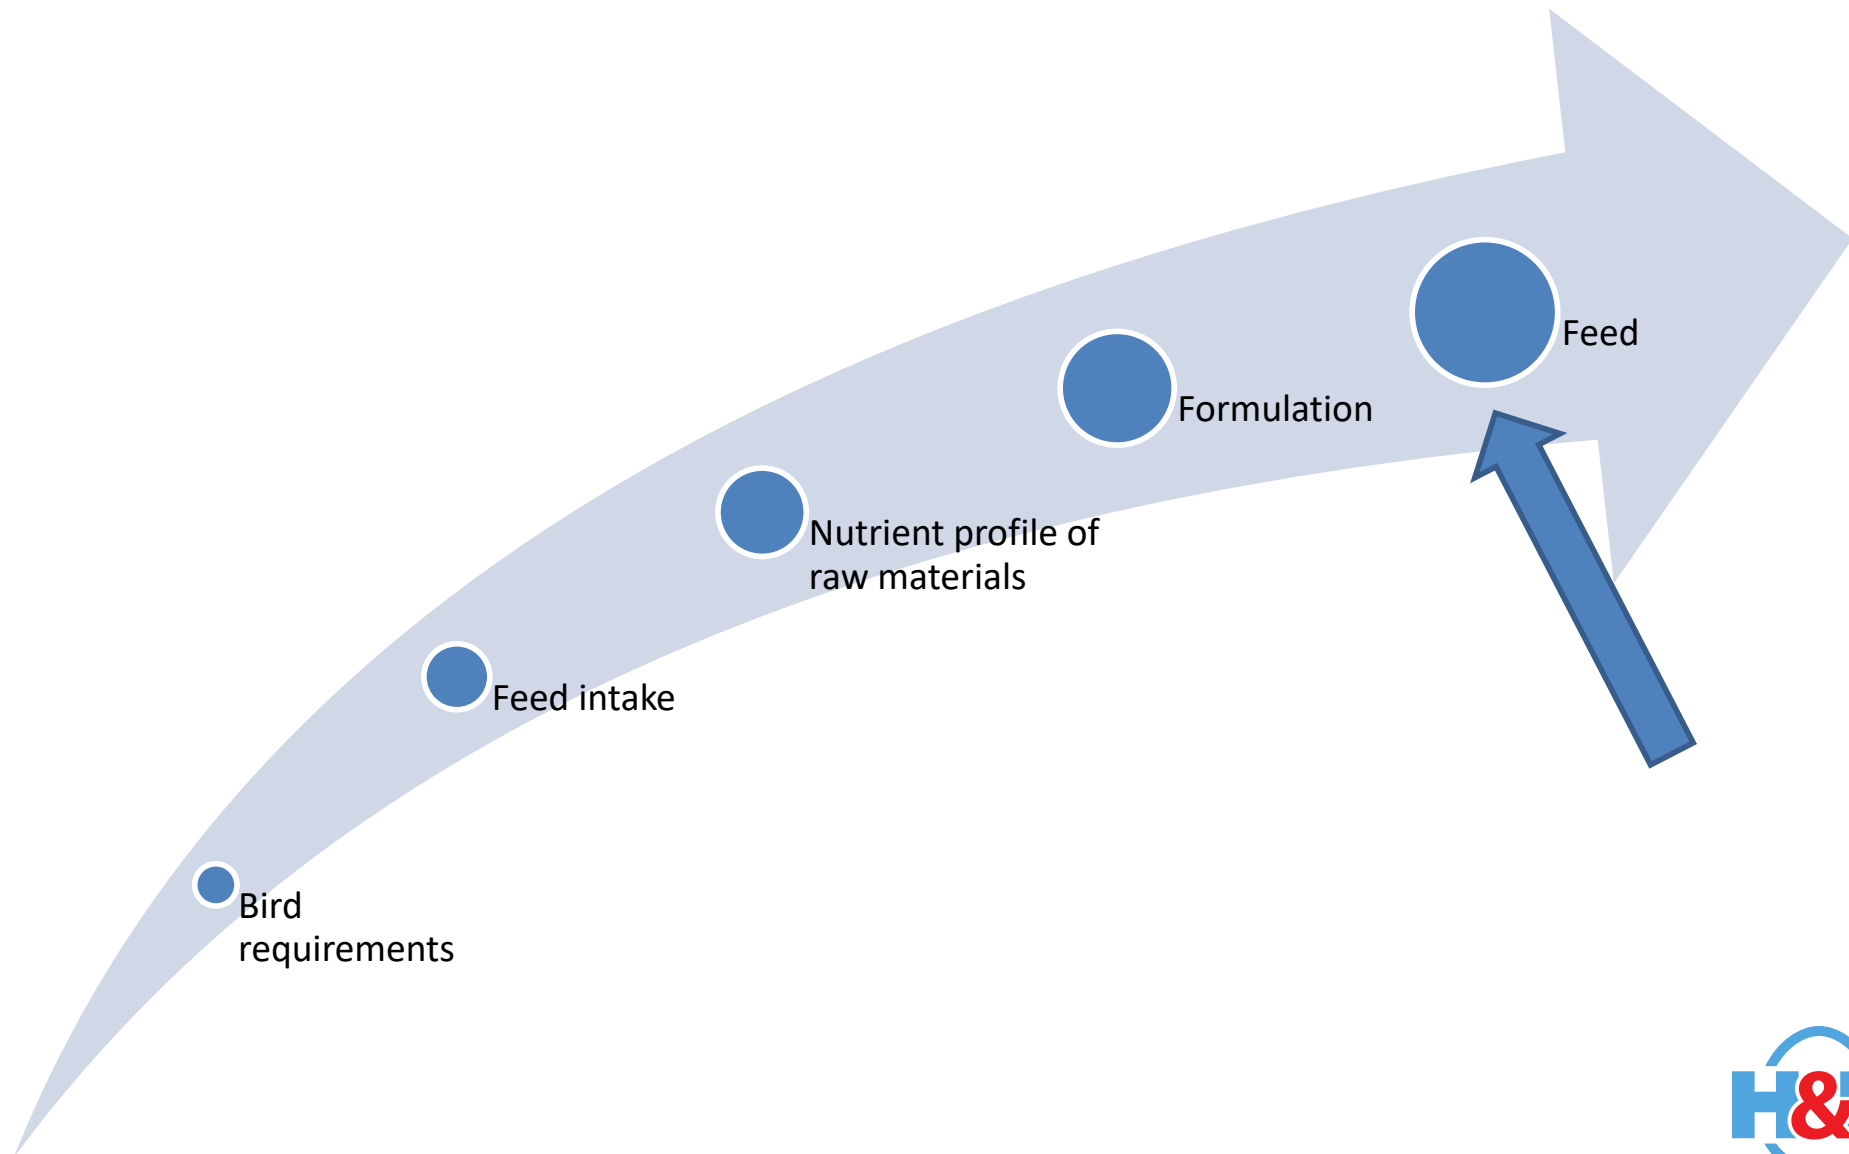 Feed
Formulation
Nutrient profile of
raw materials
Feed intake
Bird
requirements
H&